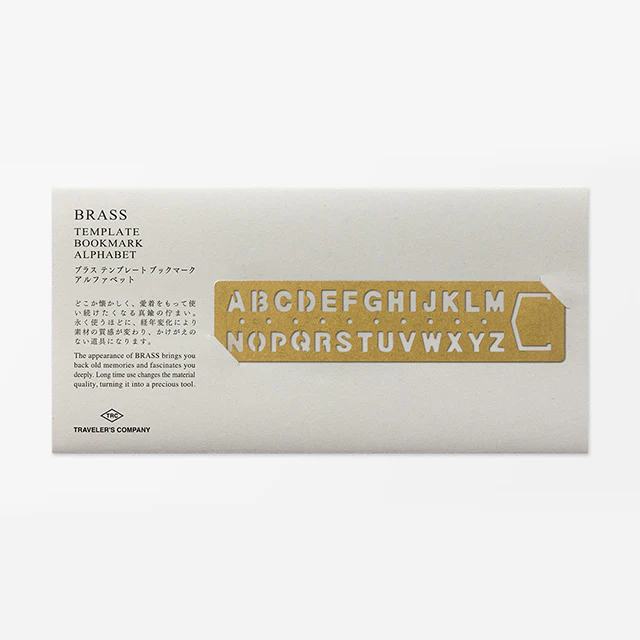 BRASS
TEMPLATE
BOOKMARK
ALPHABET
ブラス テンプレート ブックマーク
アルファベット
どこか懐かしく、愛着をもって使
い続けたくなる真鍮の佇まい。
永く使うほどに、経年変化により
素材の質感が変わり、かけがえの
ない道具になります。
The appearance of BRASS brings you
back old memories and fascinates you
deeply. Long time use changes the material
quality, turning it into a precious tool.
TRC
TRAVELER'S COMPANY
ABCDEFGHIJKLM
NOPQRSTUVWXYZ